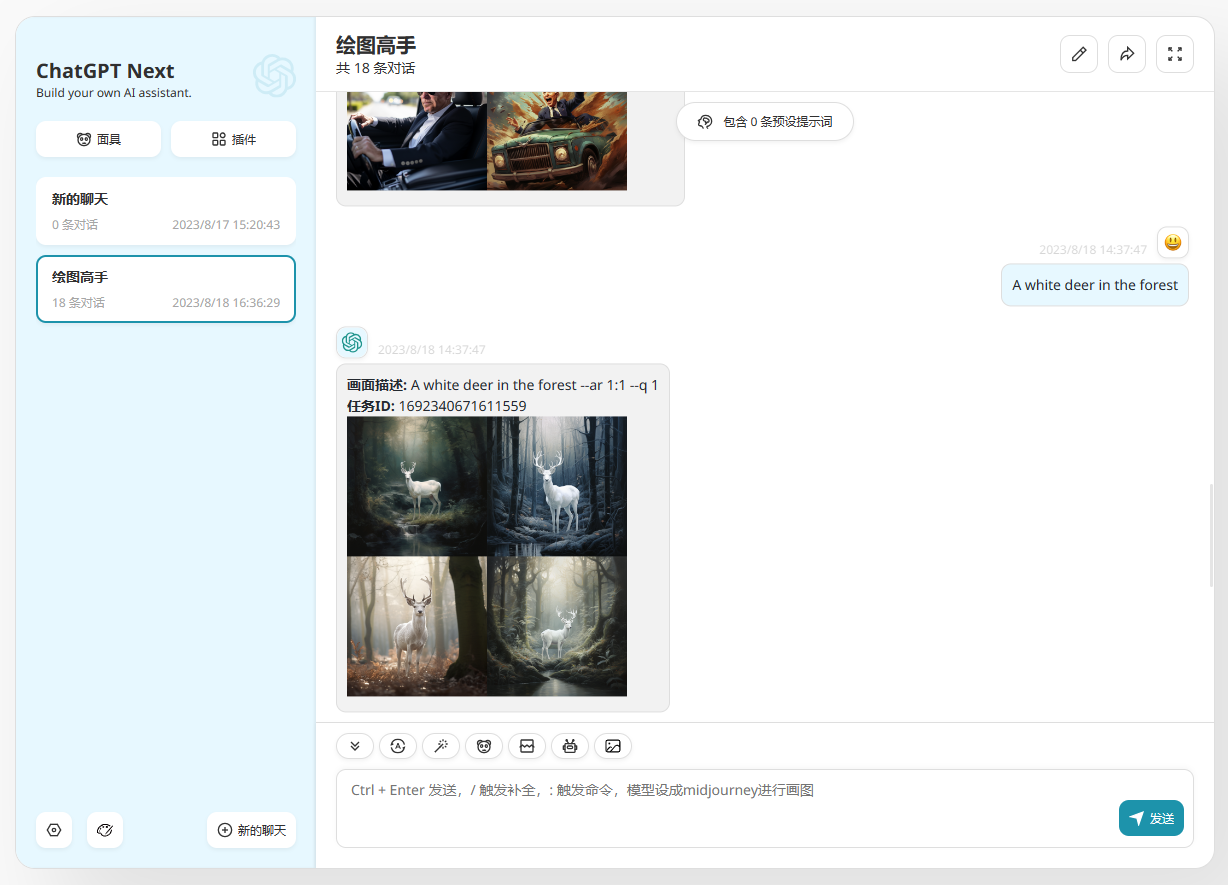 ChatGPT Next
Build your own AI assistant.
面具
插件
新的聊天
0 条对话
2023/8/17 15:20:43
绘图高手
18 条对话
2023/8/18 16:36:29
新的聊天
绘图高手
共 18 条对话
包含 0 条预设提示词
2023/8/18 14:37:47
A white deer in the forest
2023/8/18 14:37:47
画面描述: A white deer in the forest --ar 1:1 --q 1
任务ID: 1692340671611559
Ctrl + Enter 发送，/ 触发补全，: 触发命令，模型设成midjourney进行画图
发送